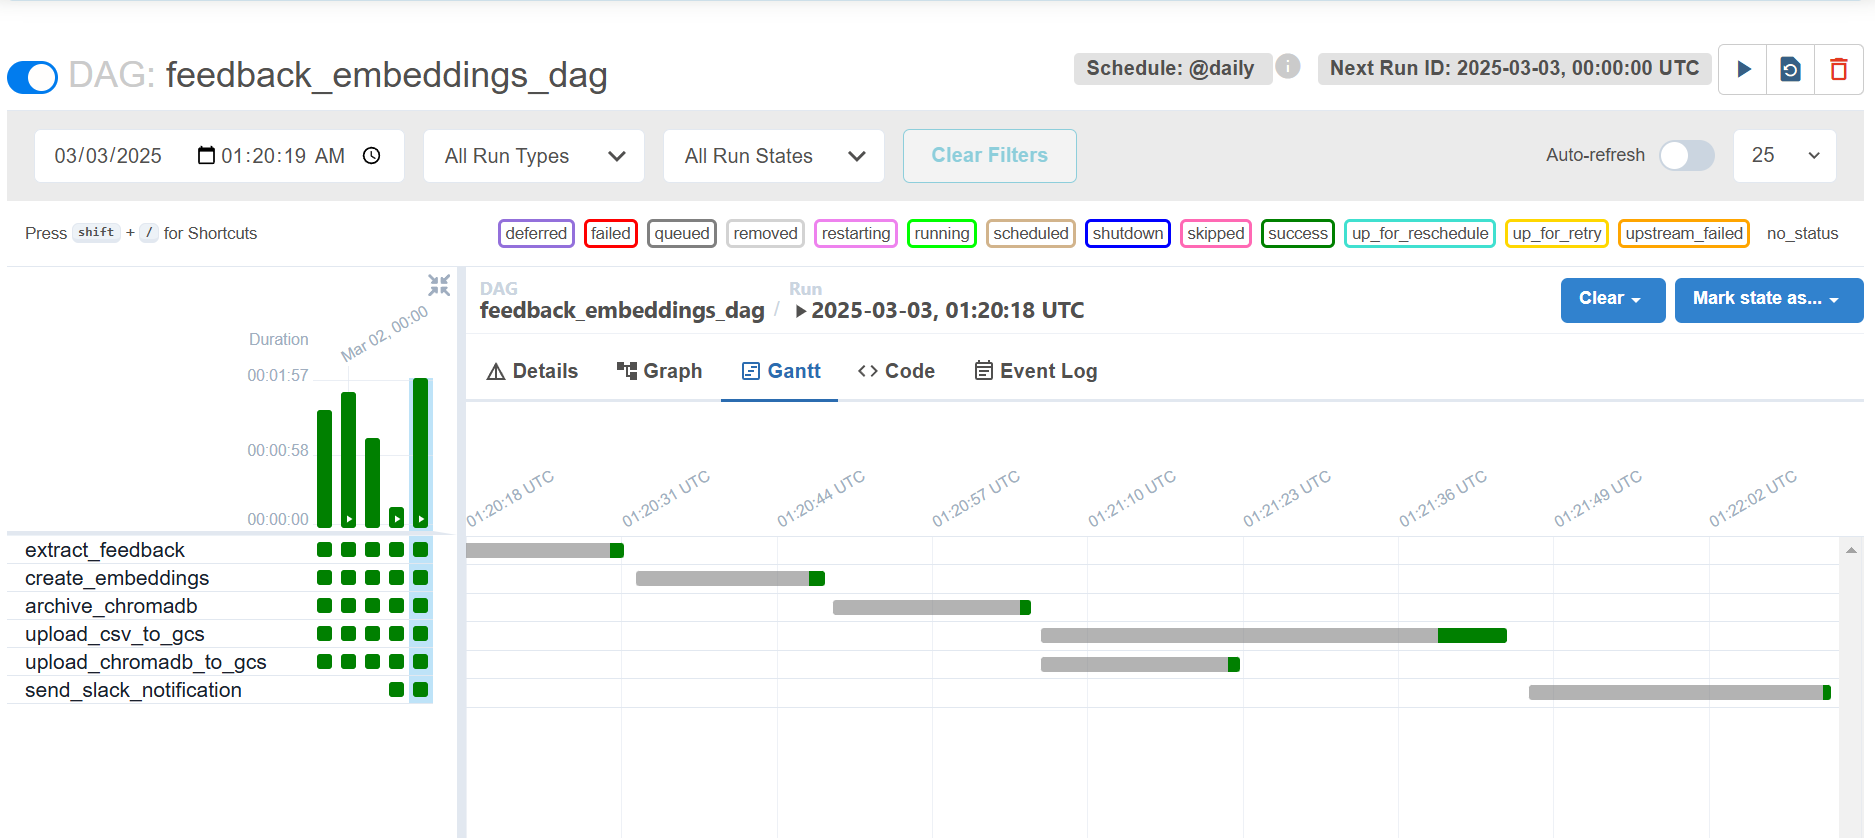 DAG: feedback_embeddings_dag
Schedule: @daily
i
Next Run ID: 2025-03-03, 00:00:00 UTC
03/03/2025 01:20:19 AM
All Run Types
All Run States
Clear Filters
Auto-refresh
25
Press shift + / for Shortcuts
deferred
failed
queued
removed
restarting
running
scheduled
shutdown
skipped
success
up_for_reschedule
up_for_retry
upstream_failed
no_status
Duration
Mar 02, 00:00
00:01:57
00:00:58
00:00:00
extract_feedback
create_embeddings
archive_chromadb
upload_csv_to_gcs
upload_chromadb_to_gcs
send_slack_notification
DAG
feedback_embeddings_dag
/
Run
2025-03-03, 01:20:18 UTC
Clear
Mark state as...
Details
Graph
Gantt
Code
Event Log
01:20:18 UTC
01:20:31 UTC
01:20:44 UTC
01:20:57 UTC
01:21:10 UTC
01:21:23 UTC
01:21:36 UTC
01:21:49 UTC
01:22:02 UTC